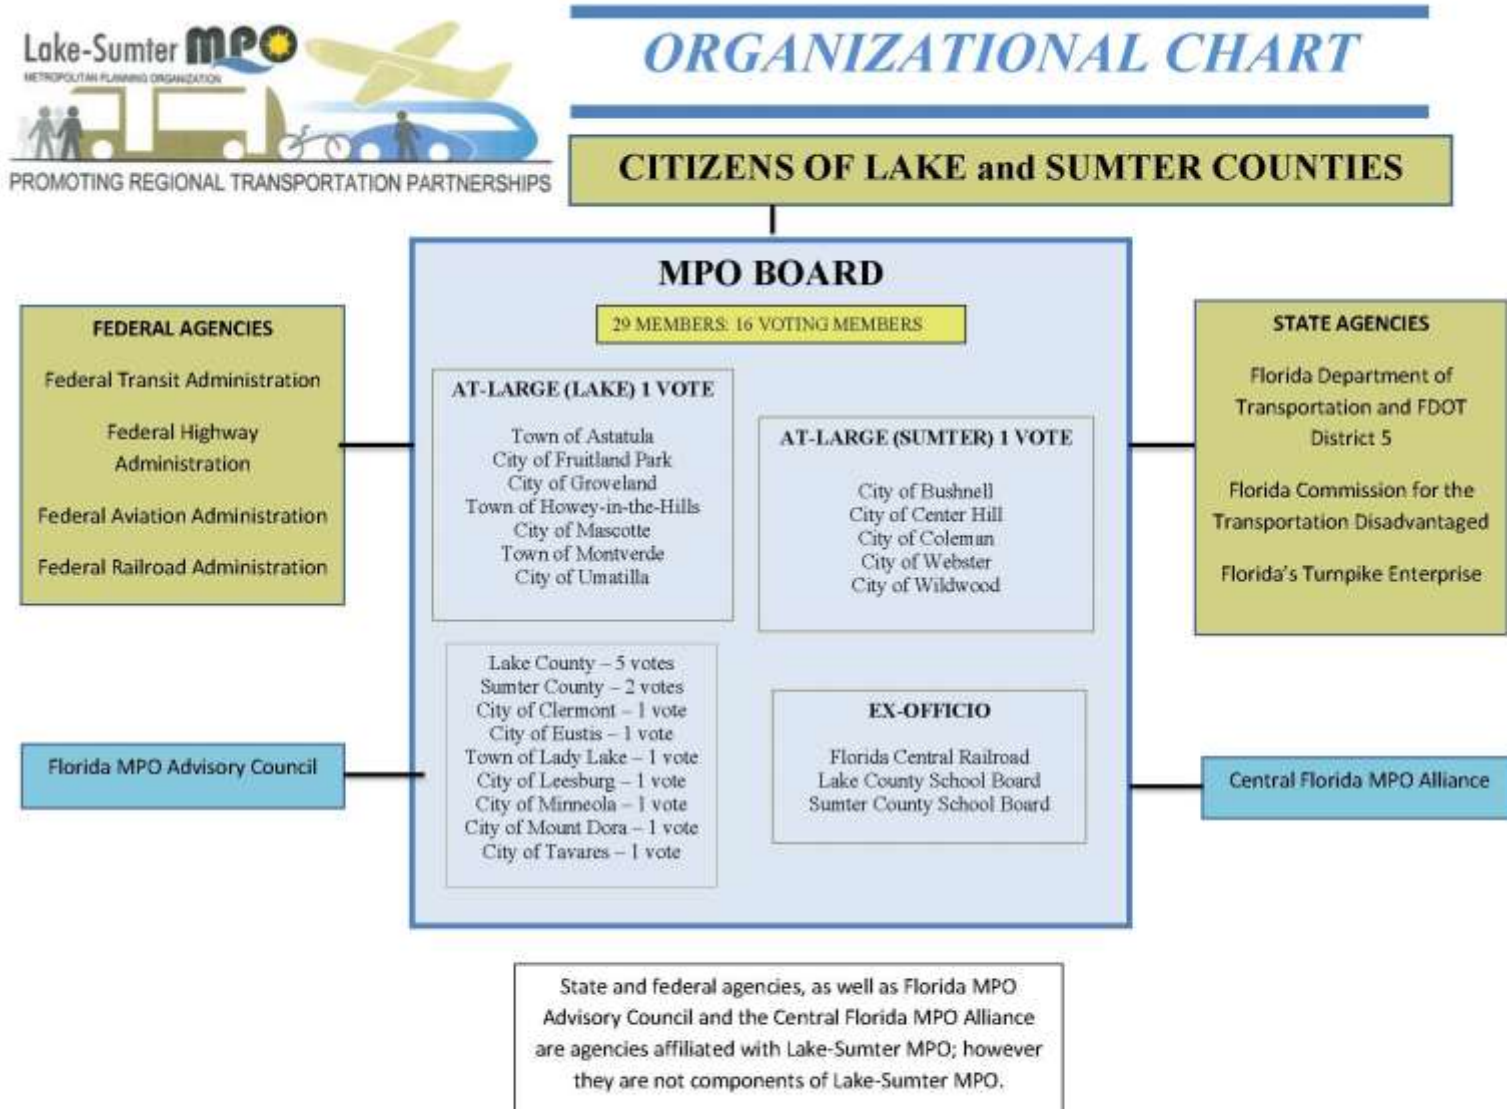 Lake-Sumter MPO
METROPOLITAN PLANNING ORGANIZATION
PROMOTING REGIONAL TRANSPORTATION PARTNERSHIPS
ORGANIZATIONAL CHART
CITIZENS OF LAKE and SUMTER COUNTIES
MPO BOARD
29 MEMBERS: 16 VOTING MEMBERS
FEDERAL AGENCIES
Federal Transit Administration
Federal Highway
Administration
Federal Aviation Administration
Federal Railroad Administration
AT-LARGE (LAKE) 1 VOTE
Town of Astatula
City of Fruitland Park
City of Groveland
Town of Howey-in-the-Hills
City of Mascotte
Town of Montverde
City of Umatilla
AT-LARGE (SUMTER) 1 VOTE
City of Bushnell
City of Center Hill
City of Coleman
City of Webster
City of Wildwood
STATE AGENCIES
Florida Department of
Transportation and FDOT
District 5
Florida Commission for the
Transportation Disadvantaged
Florida's Turnpike Enterprise
Florida MPO Advisory Council
Lake County – 5 votes
Sumter County – 2 votes
City of Clermont – 1 vote
City of Eustis – 1 vote
Town of Lady Lake – 1 vote
City of Leesburg – 1 vote
City of Minneola – 1 vote
City of Mount Dora – 1 vote
City of Tavares – 1 vote
EX-OFFICIO
Florida Central Railroad
Lake County School Board
Sumter County School Board
Central Florida MPO Alliance
State and federal agencies, as well as Florida MPO
Advisory Council and the Central Florida MPO Alliance
are agencies affiliated with Lake-Sumter MPO; however
they are not components of Lake-Sumter MPO.